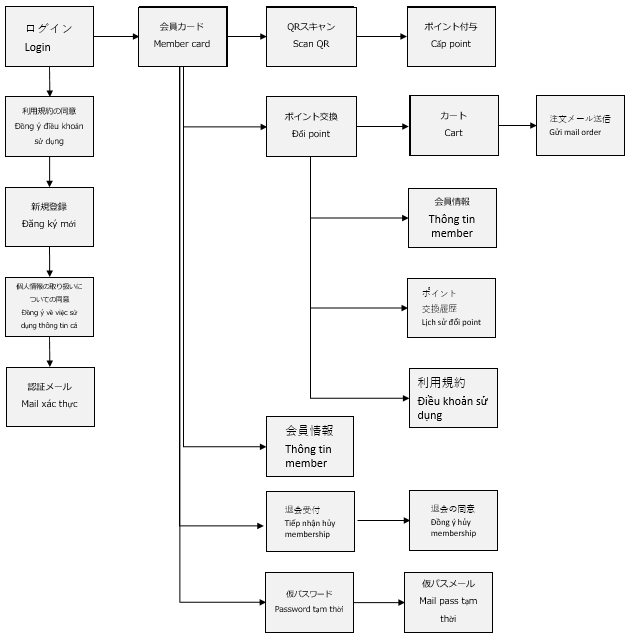 ログイン
Login
会員カード
Member card
QRスキャン
Scan QR
ポイント付与
Cấp point
利用規約の同意
Đồng ý điều khoản
sử dụng
ポイント交換
Đổi point
カート
Cart
注文メール送信
Gửi mail order
新規登録
Đăng ký mới
会員情報
Thông tin
member
個人情報の取り扱いに
ついての同意
Đồng ý về việc sử
dụng thông tin cá
ポイント
交換履歴
Lịch sử đổi point
認証メール
Mail xác thực
利用規約
Điều khoản sử
dụng
会員情報
Thông tin
member
退会受付
Tiếp nhận hủy
membership
退会の同意
Đồng ý hủy
membership
仮パスワード
Password tạm thời
仮パスメール
Mail pass tạm
thời